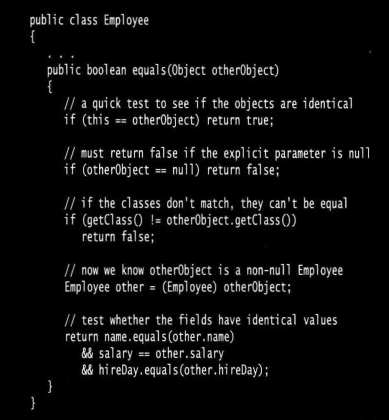 public class Employee
{
. . .
public boolean equals(Object otherObject)
{
// a quick test to see if the objects are identical
if (this == otherObject) return true;
// must return false if the explicit parameter is null
if (otherObject == null) return false;
// if the classes don't match, they can't be equal
if (getClass() != otherObject.getClass())
return false;
// now we know otherObject is a non-null Employee
Employee other = (Employee) otherObject;
// test whether the fields have identical values
return name.equals(other.name)
&& salary == other.salary
&& hireDay.equals(other.hireDay);
}
}